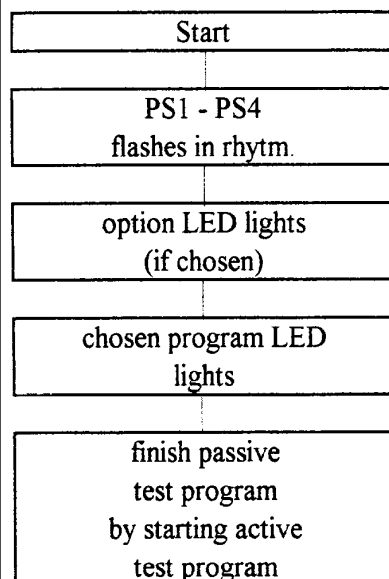 Start
PS1 - PS4
flashes in rhytm.
option LED lights
(if chosen)
chosen program LED
lights
finish passive
test program
by starting active
test program